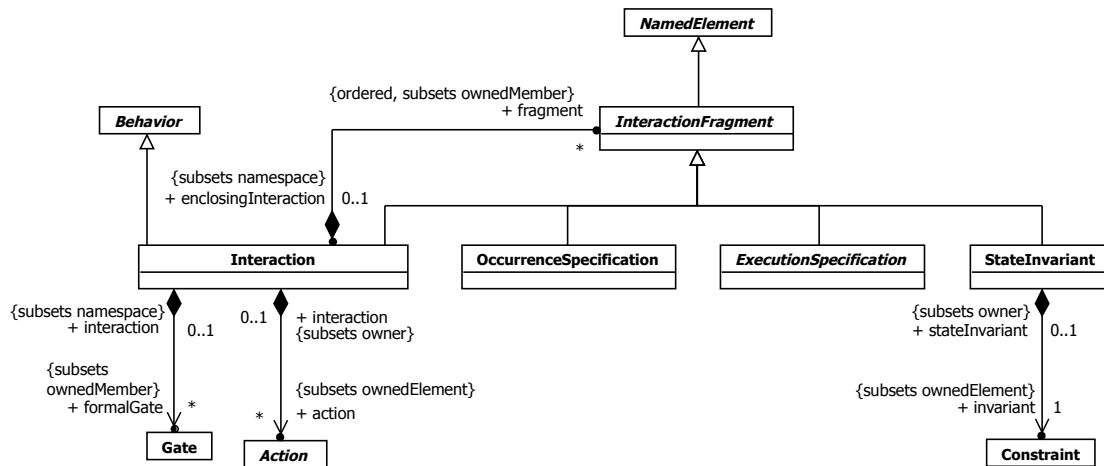 NamedElement
{ordered, subsets ownedMember}
+ fragment
Behavior
InteractionFragment
*
{subsets namespace}
+ enclosingInteraction
0..1
Interaction
OccurrenceSpecification
ExecutionSpecification
StateInvariant
{subsets namespace}
+ interaction
0..1
0..1
+ interaction
{subsets owner}
{subsets owner}
+ stateInvariant
0..1
{subsets
ownedMember}
+ formalGate
*
{subsets ownedElement}
+ action
*
{subsets ownedElement}
+ invariant
1
Gate
Action
Constraint